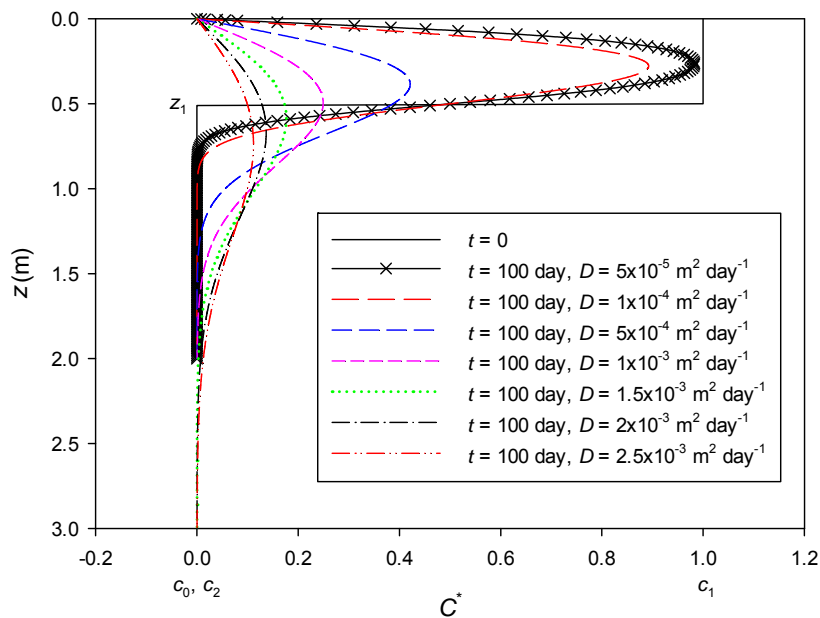 0.0
0.5
1.0
1.5
2.0
2.5
3.0
z (m)
z₁
t = 0
t = 100 day, D = 5x10⁻⁵ m² day⁻¹
t = 100 day, D = 1x10⁻⁴ m² day⁻¹
t = 100 day, D = 5x10⁻⁴ m² day⁻¹
t = 100 day, D = 1x10⁻³ m² day⁻¹
t = 100 day, D = 1.5x10⁻³ m² day⁻¹
t = 100 day, D = 2x10⁻³ m² day⁻¹
t = 100 day, D = 2.5x10⁻³ m² day⁻¹
-0.2 0.0 0.2 0.4 0.6 0.8 1.0 1.2
c₀, c₂ c₁
C*